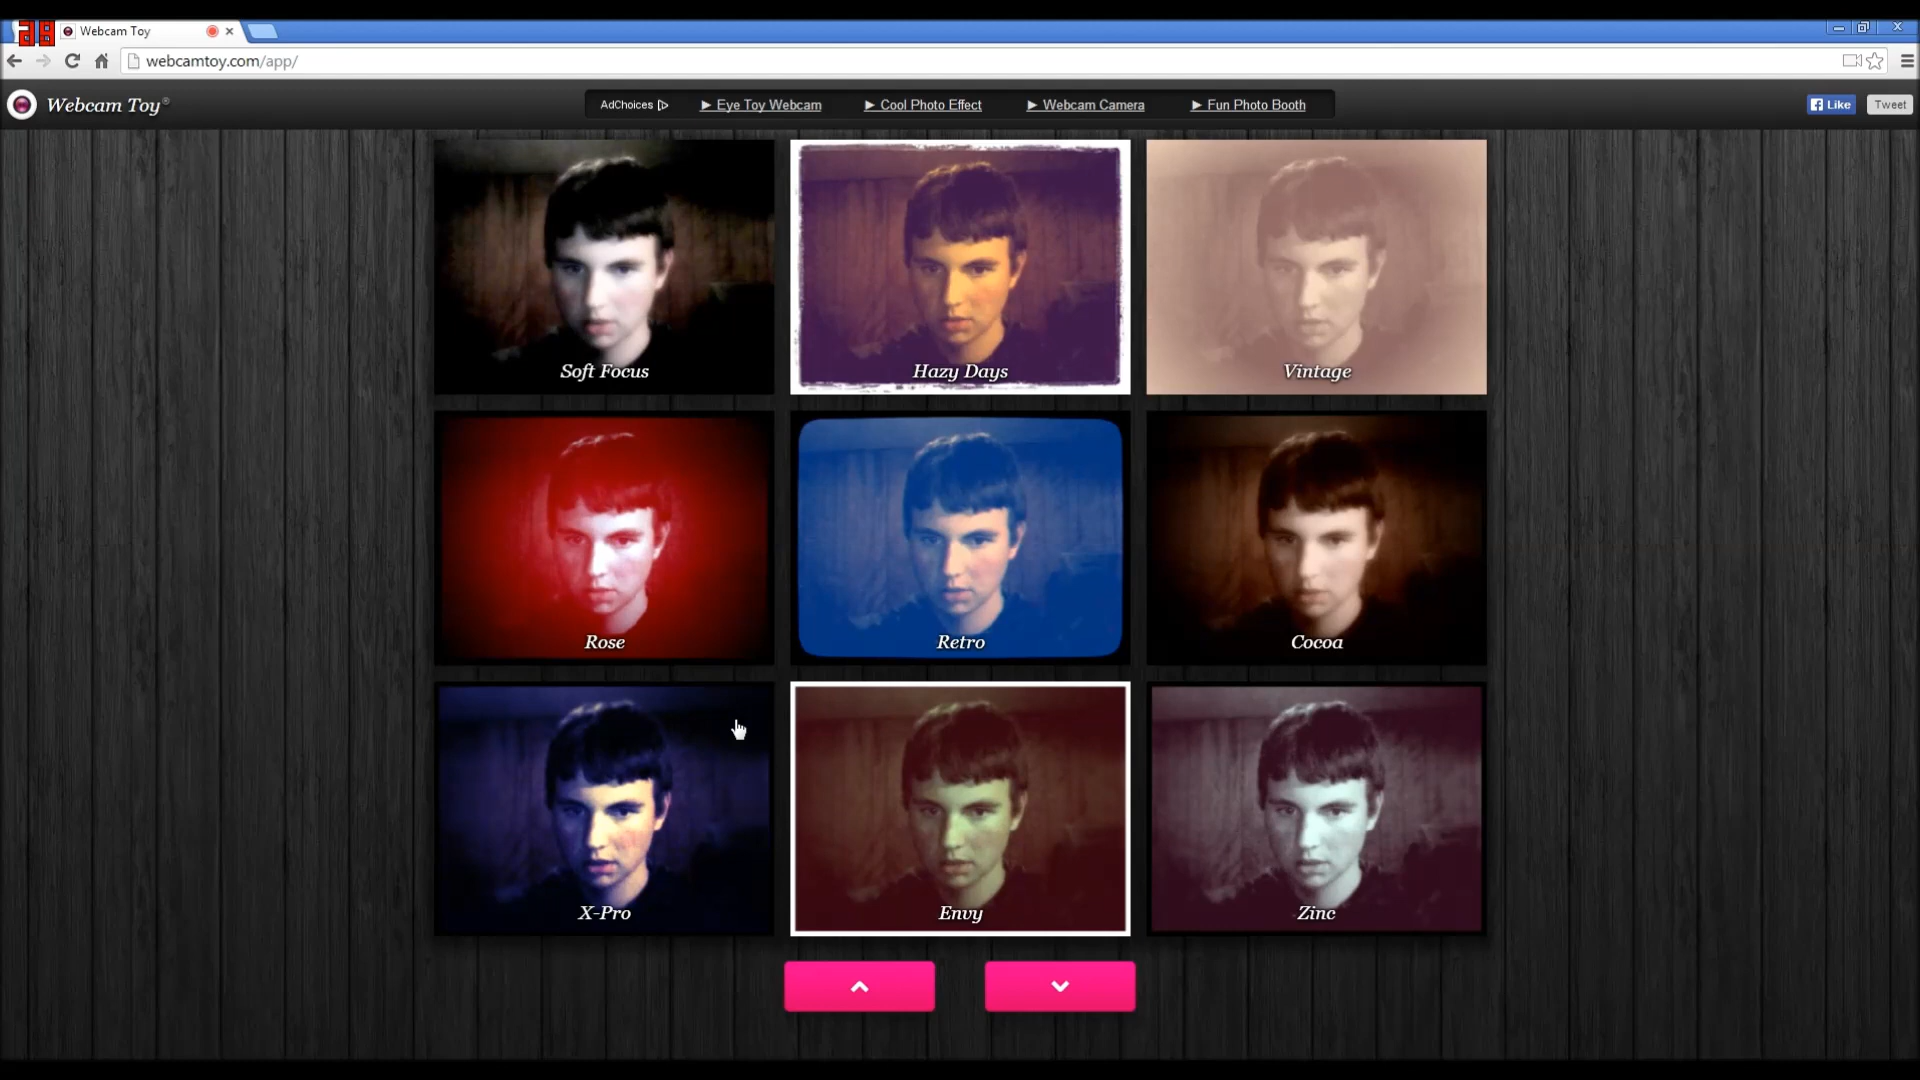 28
Webcam Toy
webcamtoy.com/app/
Webcam Toy®
AdChoices
► Eye Toy Webcam
► Cool Photo Effect
► Webcam Camera
► Fun Photo Booth
Like
Tweet
Soft Focus
Hazy Days
Vintage
Rose
Retro
Cocoa
X-Pro
Envy
Zinc